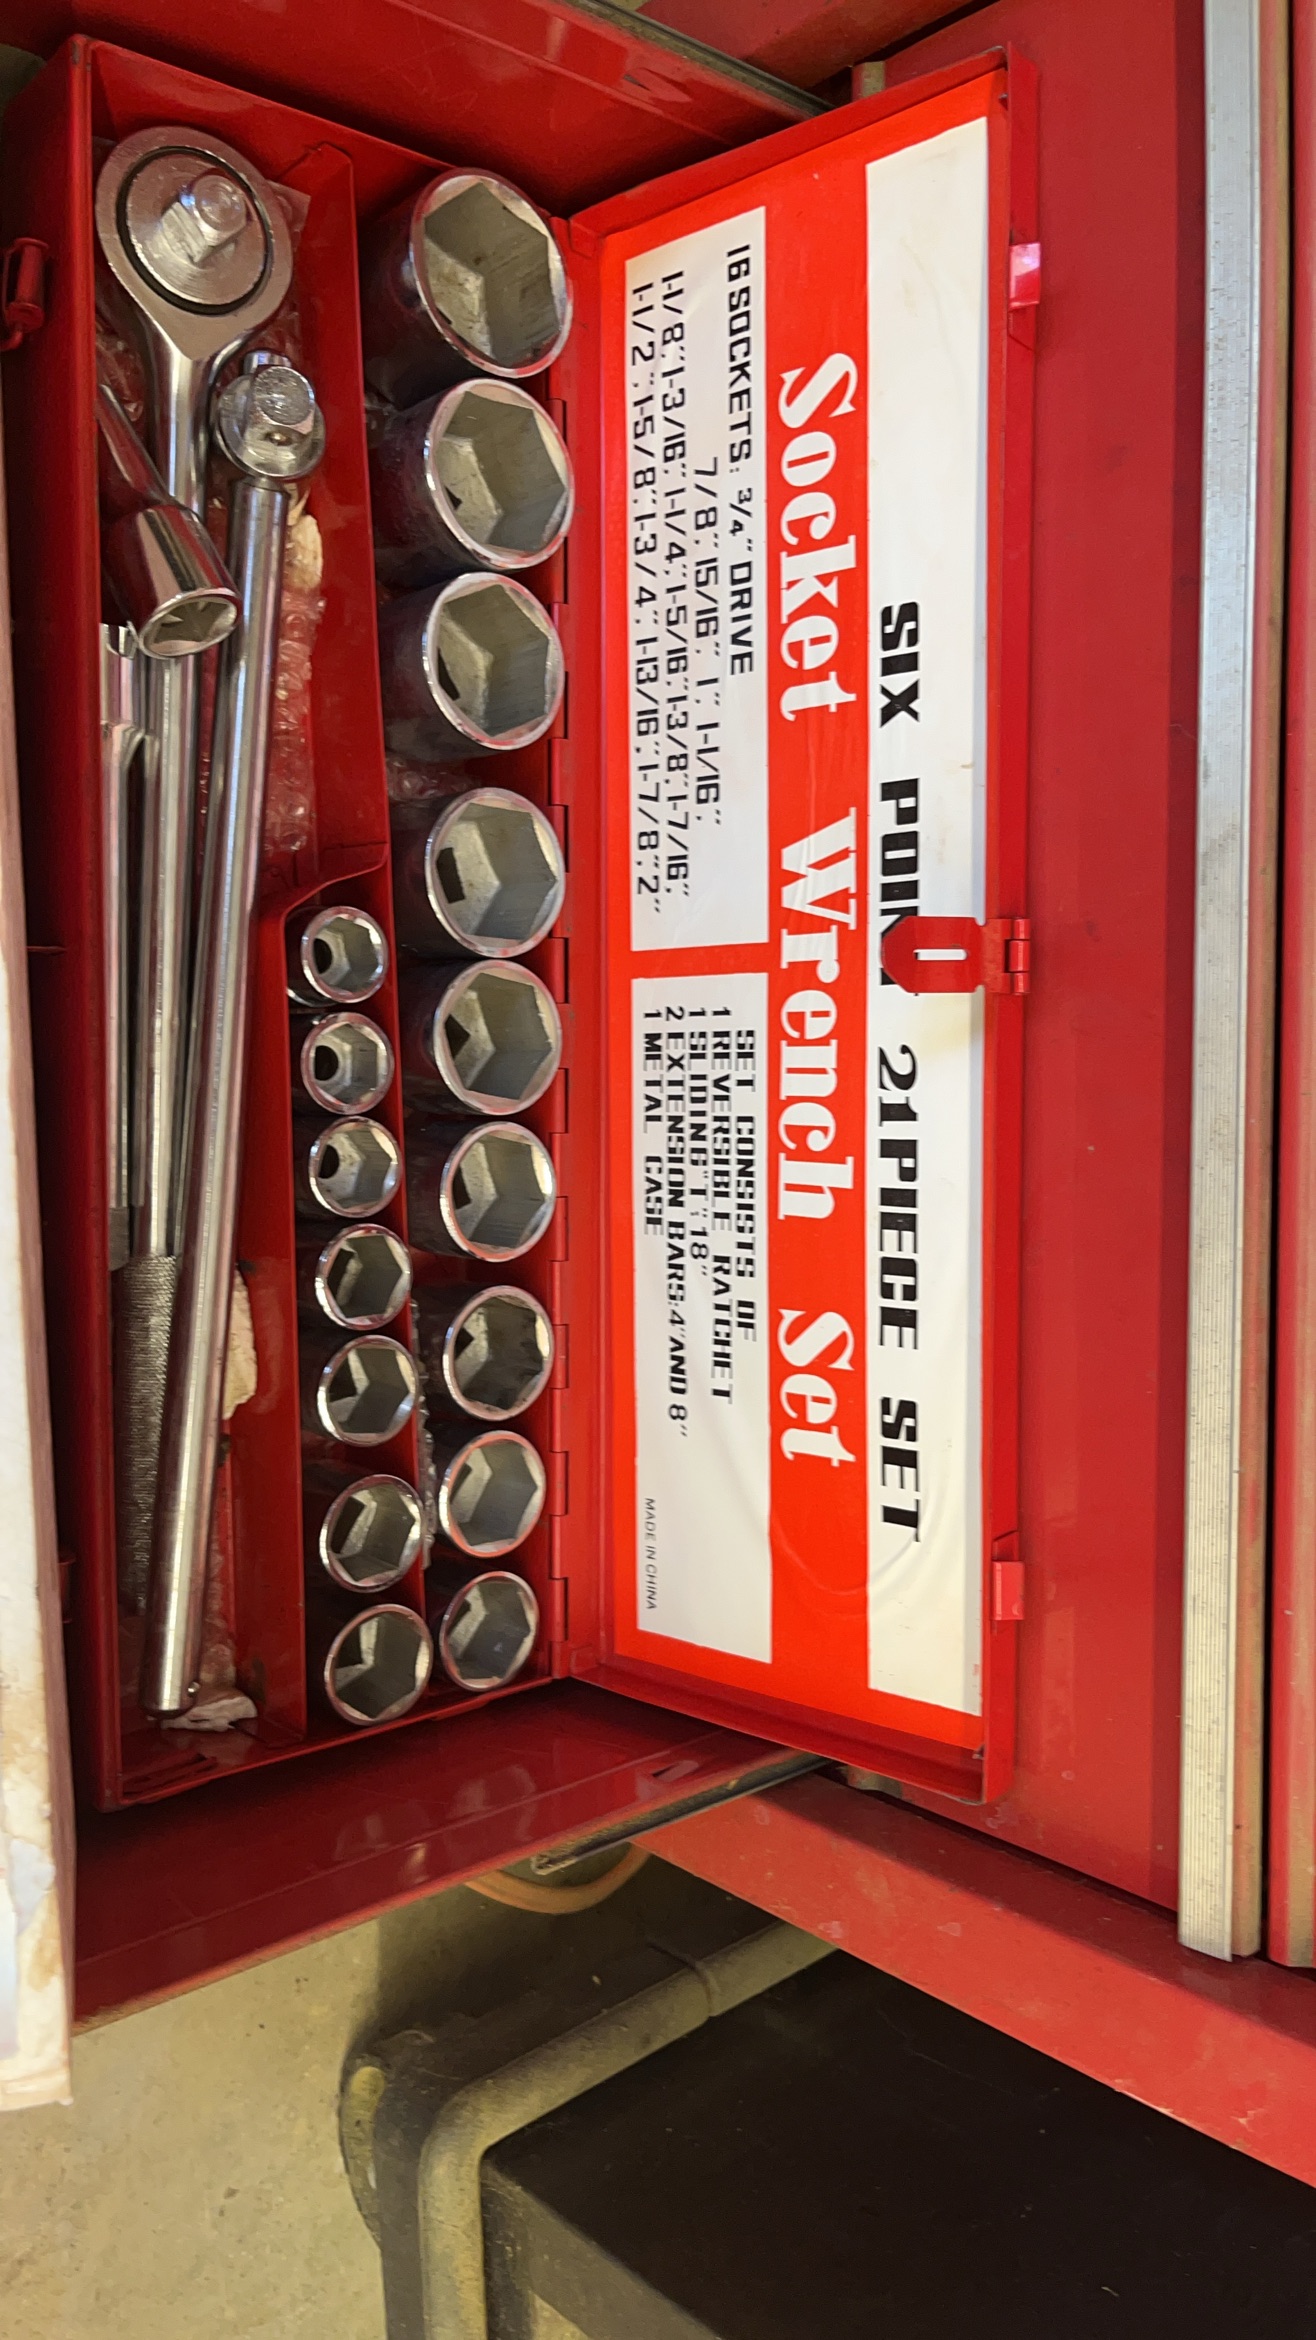 SIX POINT 21PIECE SET
Socket Wrench Set
16 SOCKETS: 3/4" DRIVE
7/8", 15/16", 1", 1-1/16",
1-1/8", 1-3/16", 1-1/4", 1-5/16", 1-3/8", 1-7/16",
1-1/2", 1-5/8", 1-3/4", 1-13/16", 1-7/8", 2"
SET CONSISTS OF
1 REVERSIBLE RATCHET
1 SLIDING "T": 18"
2 EXTENSION BARS: 4" AND 8"
1 METAL CASE
MADE IN CHINA